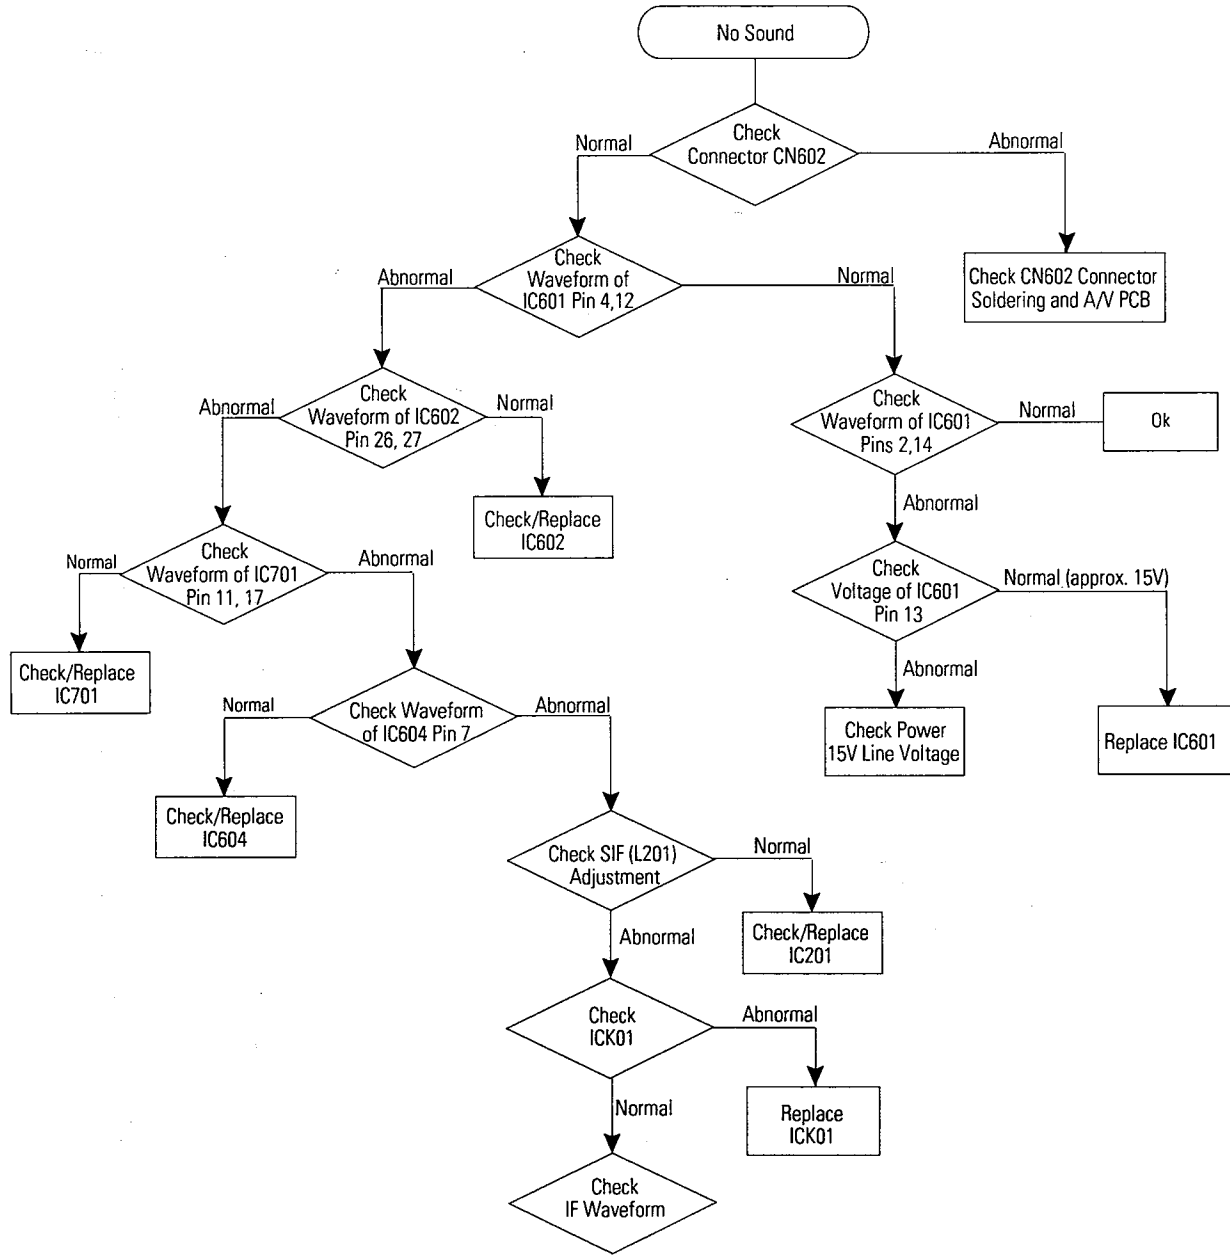 No Sound
Check
Connector CN602
Normal
Abnormal
Check CN602 Connector
Soldering and A/V PCB
Check
Waveform of
IC601 Pin 4,12
Abnormal
Normal
Check
Waveform of IC602
Pin 26, 27
Abnormal
Normal
Check
Waveform of IC601
Pins 2,14
Normal
Ok
Abnormal
Check/Replace
IC602
Check
Waveform of IC701
Pin 11, 17
Normal
Abnormal
Check
Voltage of IC601
Pin 13
Normal (approx. 15V)
Abnormal
Check/Replace
IC701
Check Waveform
of IC604 Pin 7
Normal
Abnormal
Check Power
15V Line Voltage
Replace IC601
Check/Replace
IC604
Check SIF (L201)
Adjustment
Normal
Abnormal
Check/Replace
IC201
Check
ICK01
Abnormal
Normal
Replace
ICK01
Check
IF Waveform